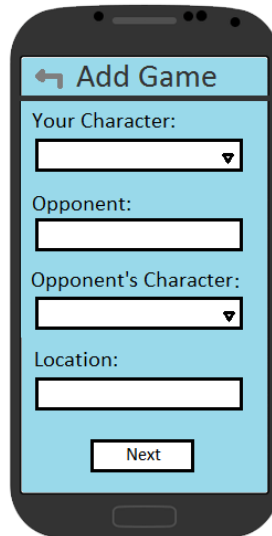 Add Game
Your Character:
Opponent:
Opponent's Character:
Location:
Next